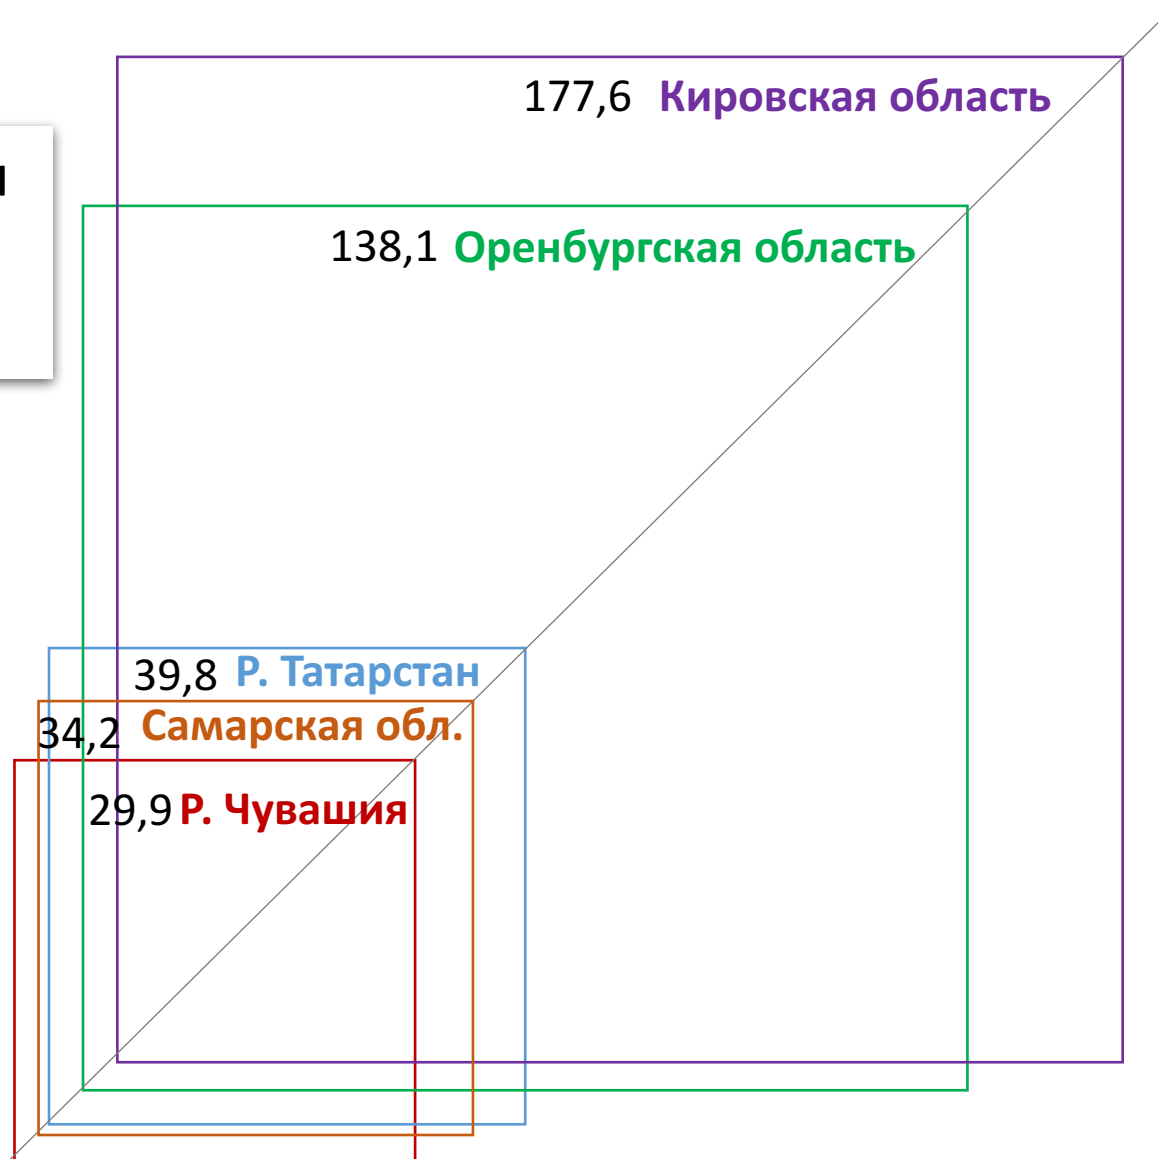 177,6 Кировская область
138,1 Оренбургская область
39,8 Р. Татарстан
34,2 Самарская обл.
29,9 Р. Чувашия